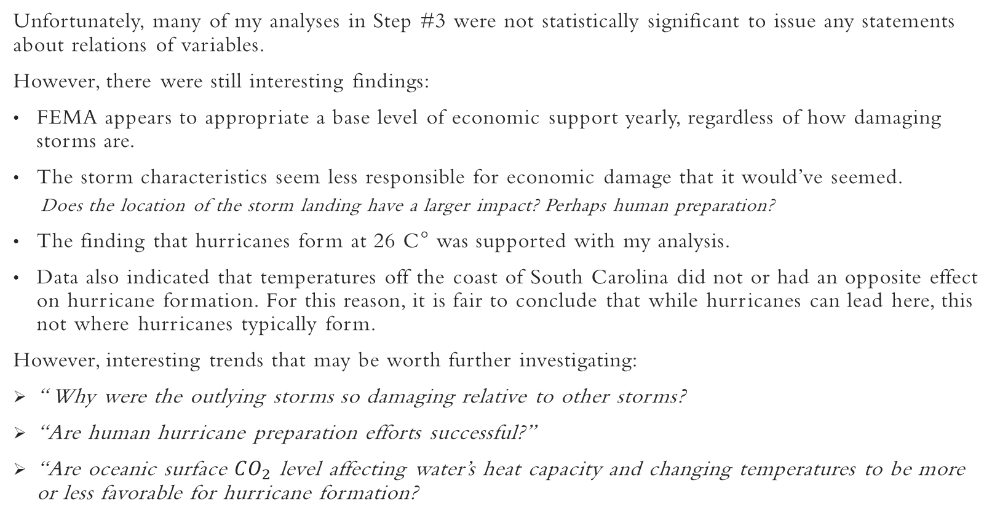 Unfortunately, many of my analyses in Step #3 were not statistically significant to issue any statements
about relations of variables.
However, there were still interesting findings:
• FEMA appears to appropriate a base level of economic support yearly, regardless of how damaging
storms are.
• The storm characteristics seem less responsible for economic damage that it would've seemed.
Does the location of the storm landing have a larger impact? Perhaps human preparation?
• The finding that hurricanes form at 26 C° was supported with my analysis.
• Data also indicated that temperatures off the coast of South Carolina did not or had an opposite effect
on hurricane formation. For this reason, it is fair to conclude that while hurricanes can lead here, this
not where hurricanes typically form.
However, interesting trends that may be worth further investigating:
➢ “ Why were the outlying storms so damaging relative to other storms?
➢ “Are human hurricane preparation efforts successful?”
➢ “Are oceanic surface CO₂ level affecting water's heat capacity and changing temperatures to be more
or less favorable for hurricane formation?